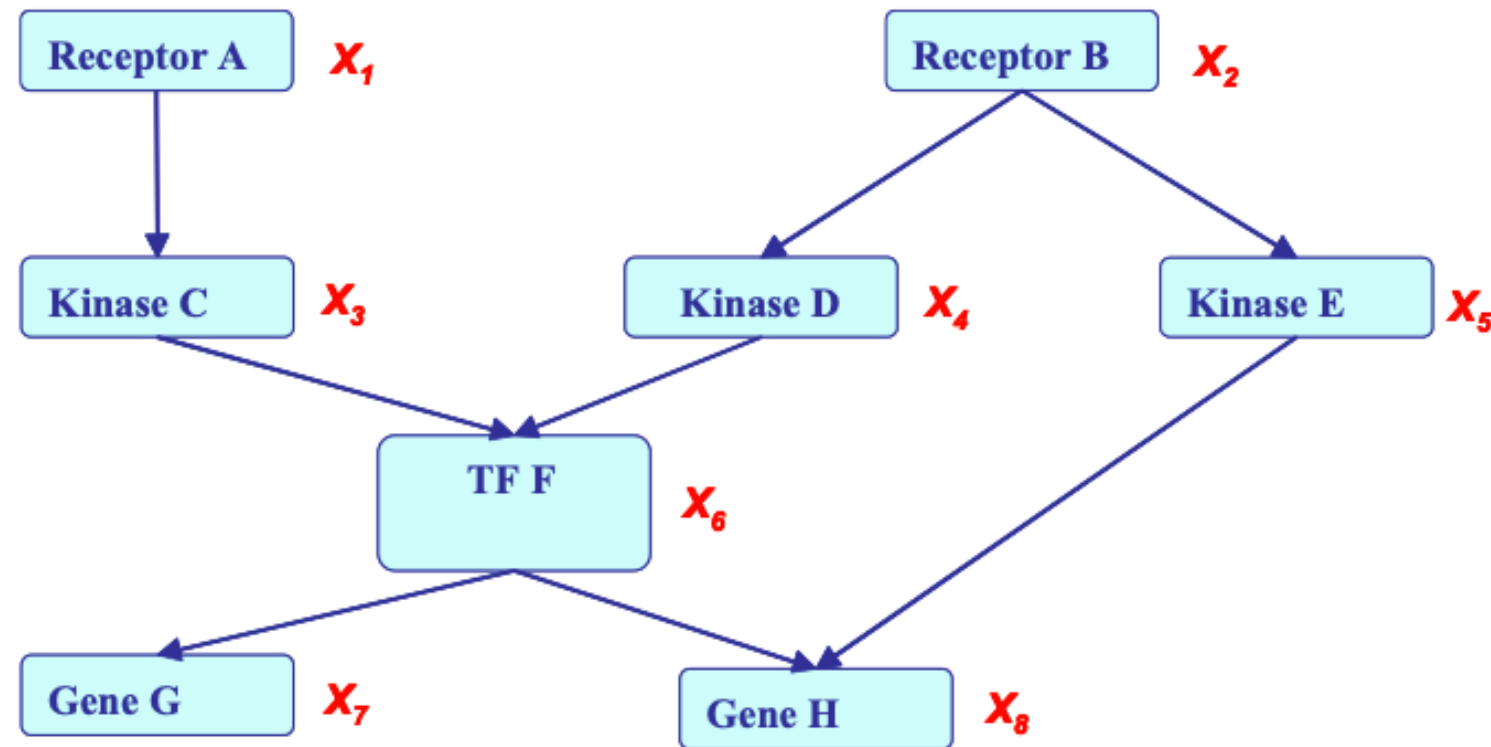 Receptor A X1 Receptor B X2
Kinase C X3 Kinase D X4 Kinase E X5
TF F X6
Gene G X7 Gene H X8